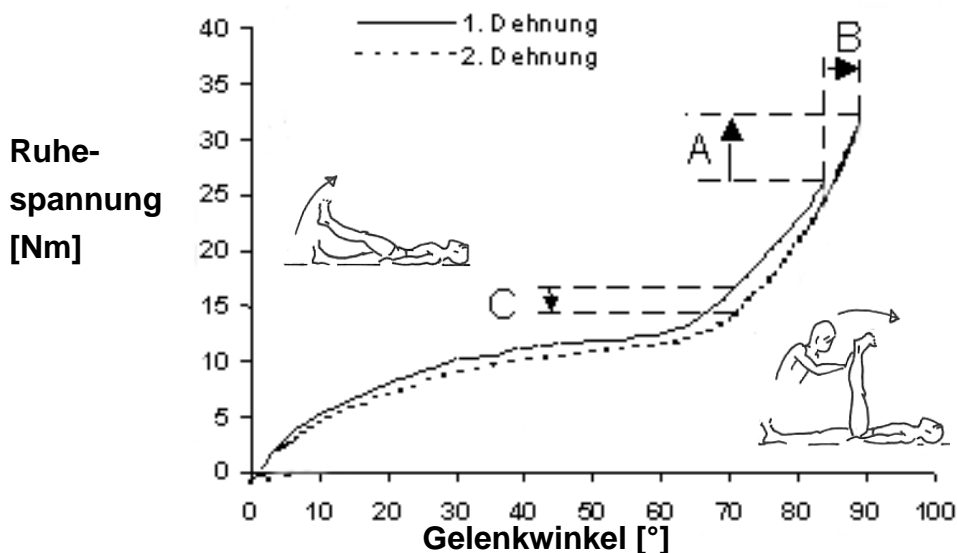 1. Dehnung
2. Dehnung
Ruhe-
spannung
[Nm]
40
35
30
25
20
15
10
5
0
A
B
C
0 10 20 30 40 50 60 70 80 90 100
Gelenkwinkel [°]